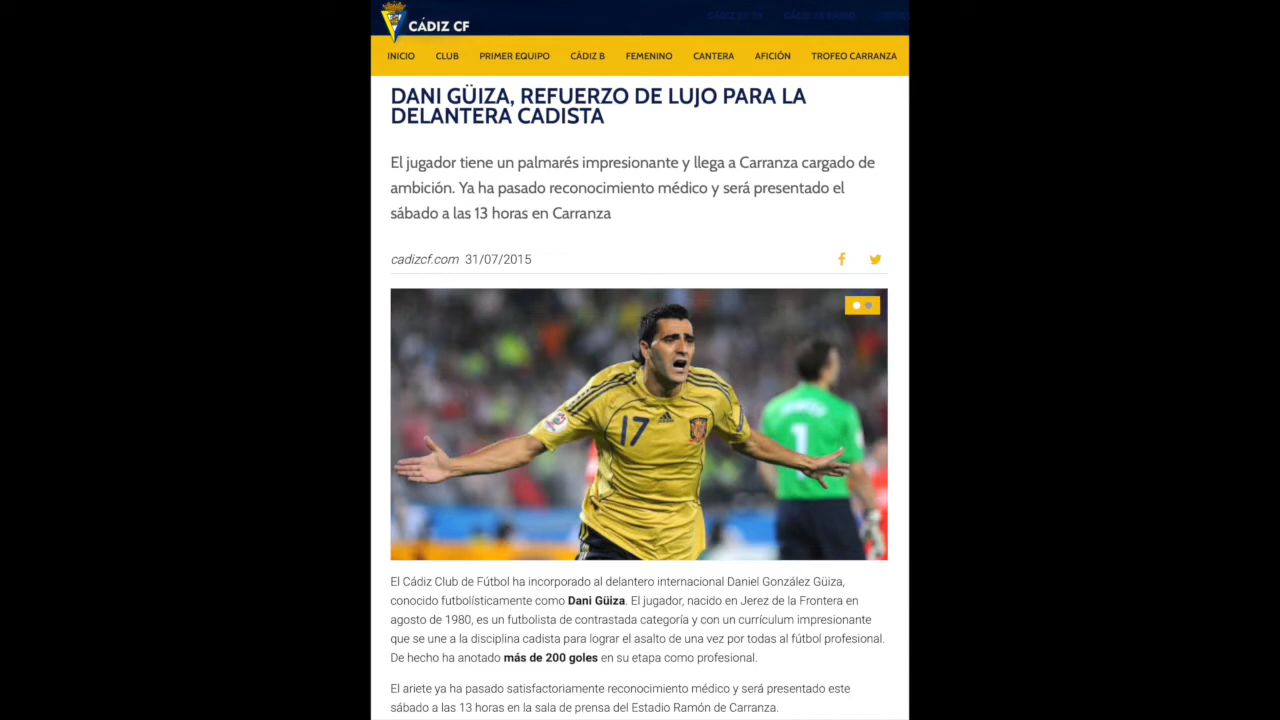 CÁDIZ CF
INICIO CLUB PRIMER EQUIPO CÁDIZ B FEMENINO CANTERA AFICIÓN TROFEO CARRANZA
DANI GÜIZA, REFUERZO DE LUJO PARA LA
DELANTERA CADISTA
El jugador tiene un palmarés impresionante y llega a Carranza cargado de
ambición. Ya ha pasado reconocimiento médico y será presentado el
sábado a las 13 horas en Carranza
cadizcf.com 31/07/2015
17
1
El Cádiz Club de Fútbol ha incorporado al delantero internacional Daniel González Güiza,
conocido futbolísticamente como Dani Güiza. El jugador, nacido en Jerez de la Frontera en
agosto de 1980, es un futbolista de contrastada categoría y con un currículum impresionante
que se une a la disciplina cadista para lograr el asalto de una vez por todas al fútbol profesional.
De hecho ha anotado más de 200 goles en su etapa como profesional.
El ariete ya ha pasado satisfactoriamente reconocimiento médico y será presentado este
sábado a las 13 horas en la sala de prensa del Estadio Ramón de Carranza.